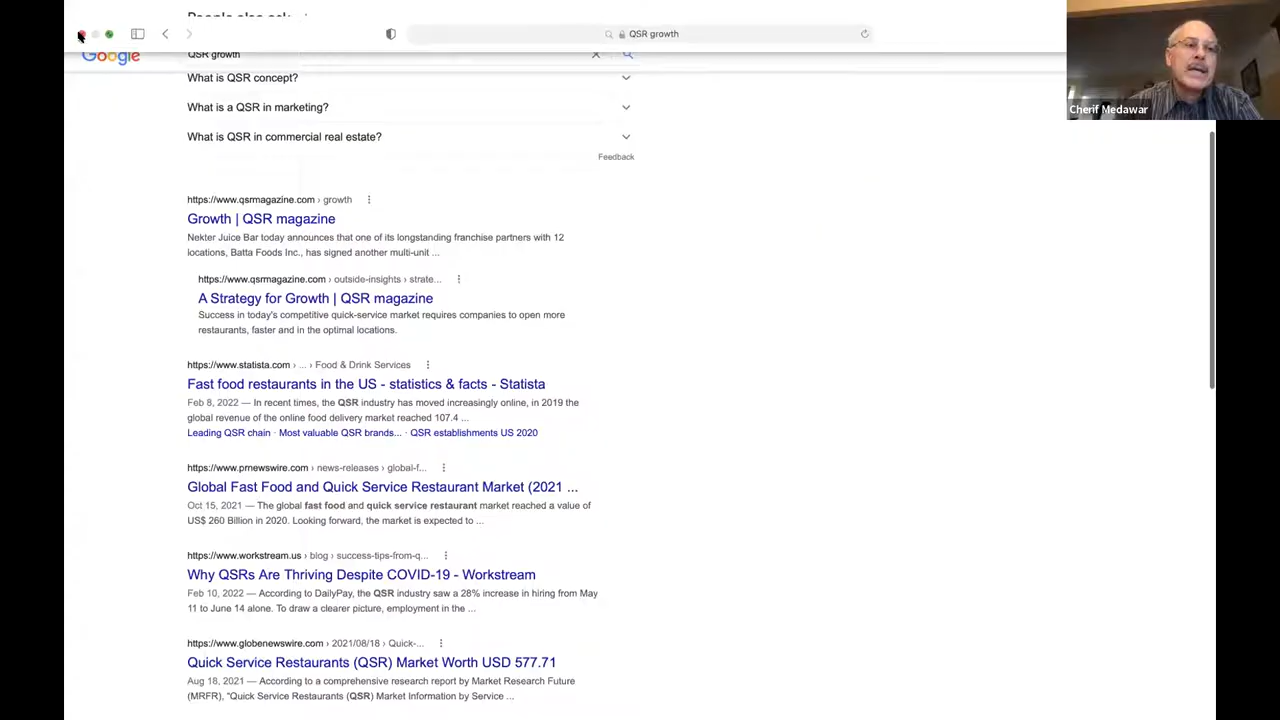 People also ask
QSR growth
Cherif Medawar
Google
QSR growth
What is QSR concept?
What is a QSR in marketing?
What is QSR in commercial real estate?
Feedback
https://www.qsrmagazine.com › growth
Growth | QSR magazine
Nekter Juice Bar today announces that one of its longstanding franchise partners with 12
locations, Batta Foods Inc., has signed another multi-unit ...
https://www.qsrmagazine.com › outside-insights › strate...
A Strategy for Growth | QSR magazine
Success in today's competitive quick-service market requires companies to open more
restaurants, faster and in the optimal locations.
https://www.statista.com › ... › Food & Drink Services
Fast food restaurants in the US - statistics & facts - Statista
Feb 8, 2022 — In recent times, the QSR industry has moved increasingly online, in 2019 the
global revenue of the online food delivery market reached 107.4 ...
Leading QSR chain · Most valuable QSR brands... · QSR establishments US 2020
https://www.prnewswire.com › news-releases › global-f...
Global Fast Food and Quick Service Restaurant Market (2021 ...
Oct 15, 2021 — The global fast food and quick service restaurant market reached a value of
US$ 260 Billion in 2020. Looking forward, the market is expected to ...
https://www.workstream.us › blog › success-tips-from-q...
Why QSRs Are Thriving Despite COVID-19 - Workstream
Feb 10, 2022 — According to DailyPay, the QSR industry saw a 28% increase in hiring from May
11 to June 14 alone. To draw a clearer picture, employment in the ...
https://www.globenewswire.com › 2021/08/18 › Quick-...
Quick Service Restaurants (QSR) Market Worth USD 577.71
Aug 18, 2021 — According to a comprehensive research report by Market Research Future
(MRFR), "Quick Service Restaurants (QSR) Market Information by Service ...